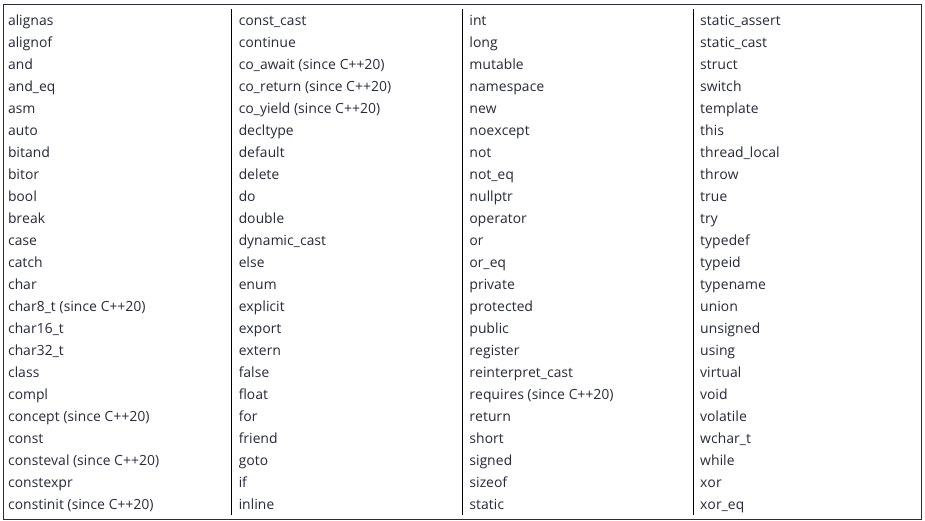 alignas
alignof
and
and_eq
asm
auto
bitand
bitor
bool
break
case
catch
char
char8_t (since C++20)
char16_t
char32_t
class
compl
concept (since C++20)
const
consteval (since C++20)
constexpr
constinit (since C++20)
const_cast
continue
co_await (since C++20)
co_return (since C++20)
co_yield (since C++20)
decltype
default
delete
do
double
dynamic_cast
else
enum
explicit
export
extern
false
float
for
friend
goto
if
inline
int
long
mutable
namespace
new
noexcept
not
not_eq
nullptr
operator
or
or_eq
private
protected
public
register
reinterpret_cast
requires (since C++20)
return
short
signed
sizeof
static
static_assert
static_cast
struct
switch
template
this
thread_local
throw
true
try
typedef
typeid
typename
union
unsigned
using
virtual
void
volatile
wchar_t
while
xor
xor_eq